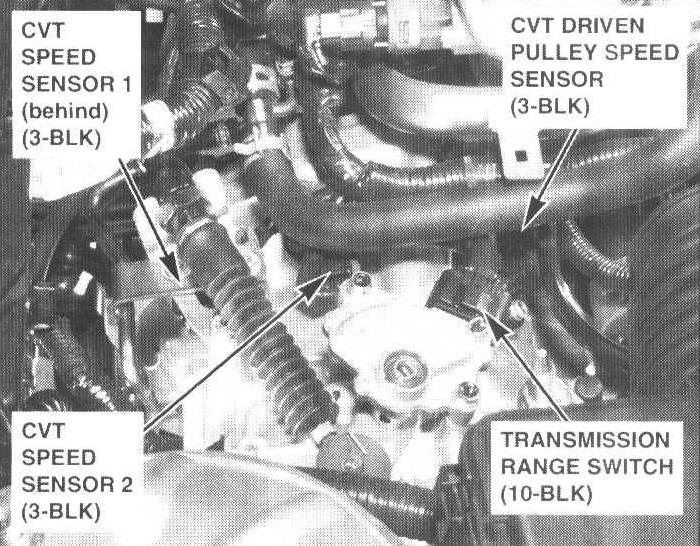 CVT
SPEED
SENSOR 1
(behind)
(3-BLK)
CVT DRIVEN
PULLEY SPEED
SENSOR
(3-BLK)
CVT
SPEED
SENSOR 2
(3-BLK)
TRANSMISSION
RANGE SWITCH
(10-BLK)